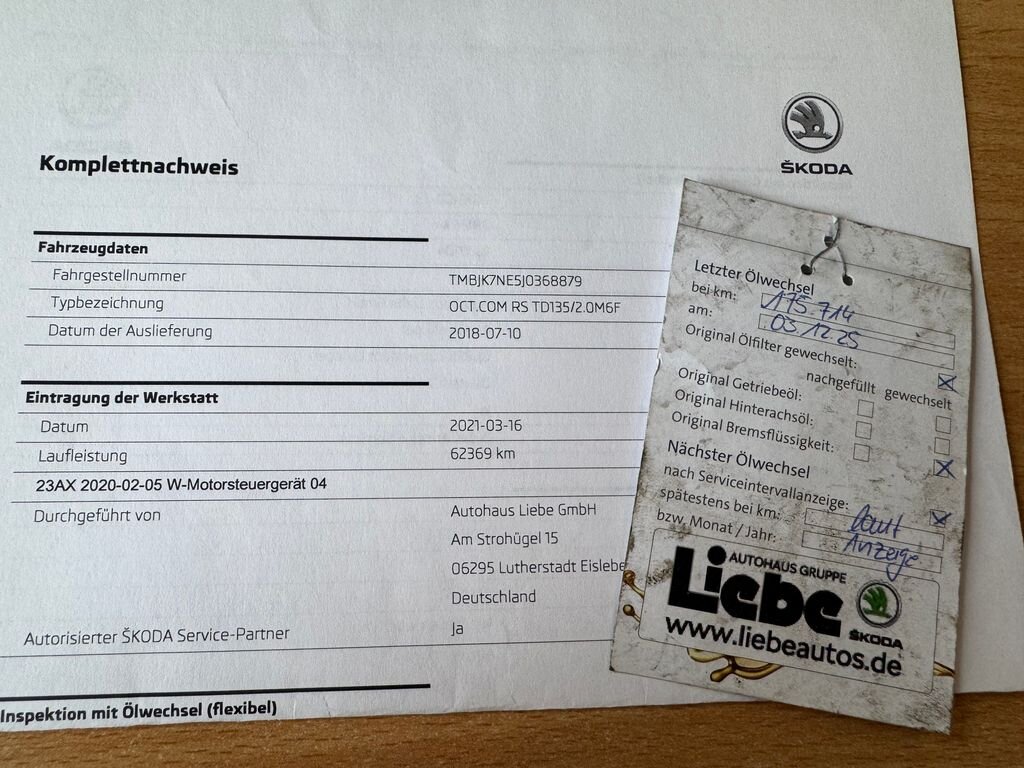 ŠKODA
Komplettnachweis
Fahrzeugdaten
Fahrgestellnummer TMBJK7NE5J0368879
Typbezeichnung OCT.COM RS TD135/2.0M6F
Datum der Auslieferung 2018-07-10
Eintragung der Werkstatt
Datum 2021-03-16
Laufleistung 62369 km
23AX 2020-02-05 W-Motorsteuergerät 04
Durchgeführt von Autohaus Liebe GmbH
Am Strohügel 15
06295 Lutherstadt Eislebe
Deutschland
Autorisierter ŠKODA Service-Partner Ja
Inspektion mit Ölwechsel (flexibel)
Letzter Ölwechsel
bei km: 175.714
am: 03.12.25
Original Ölfilter gewechselt:
nachgefüllt gewechselt
Original Getriebeöl:
Original Hinterachsöl:
Original Bremsflüssigkeit:
Nächster Ölwechsel
nach Serviceintervallanzeige:
spätestens bei km: laut
bzw. Monat / Jahr: Anzeige
AUTOHAUS GRUPPE
Liebe
ŠKODA
www.liebeautos.de